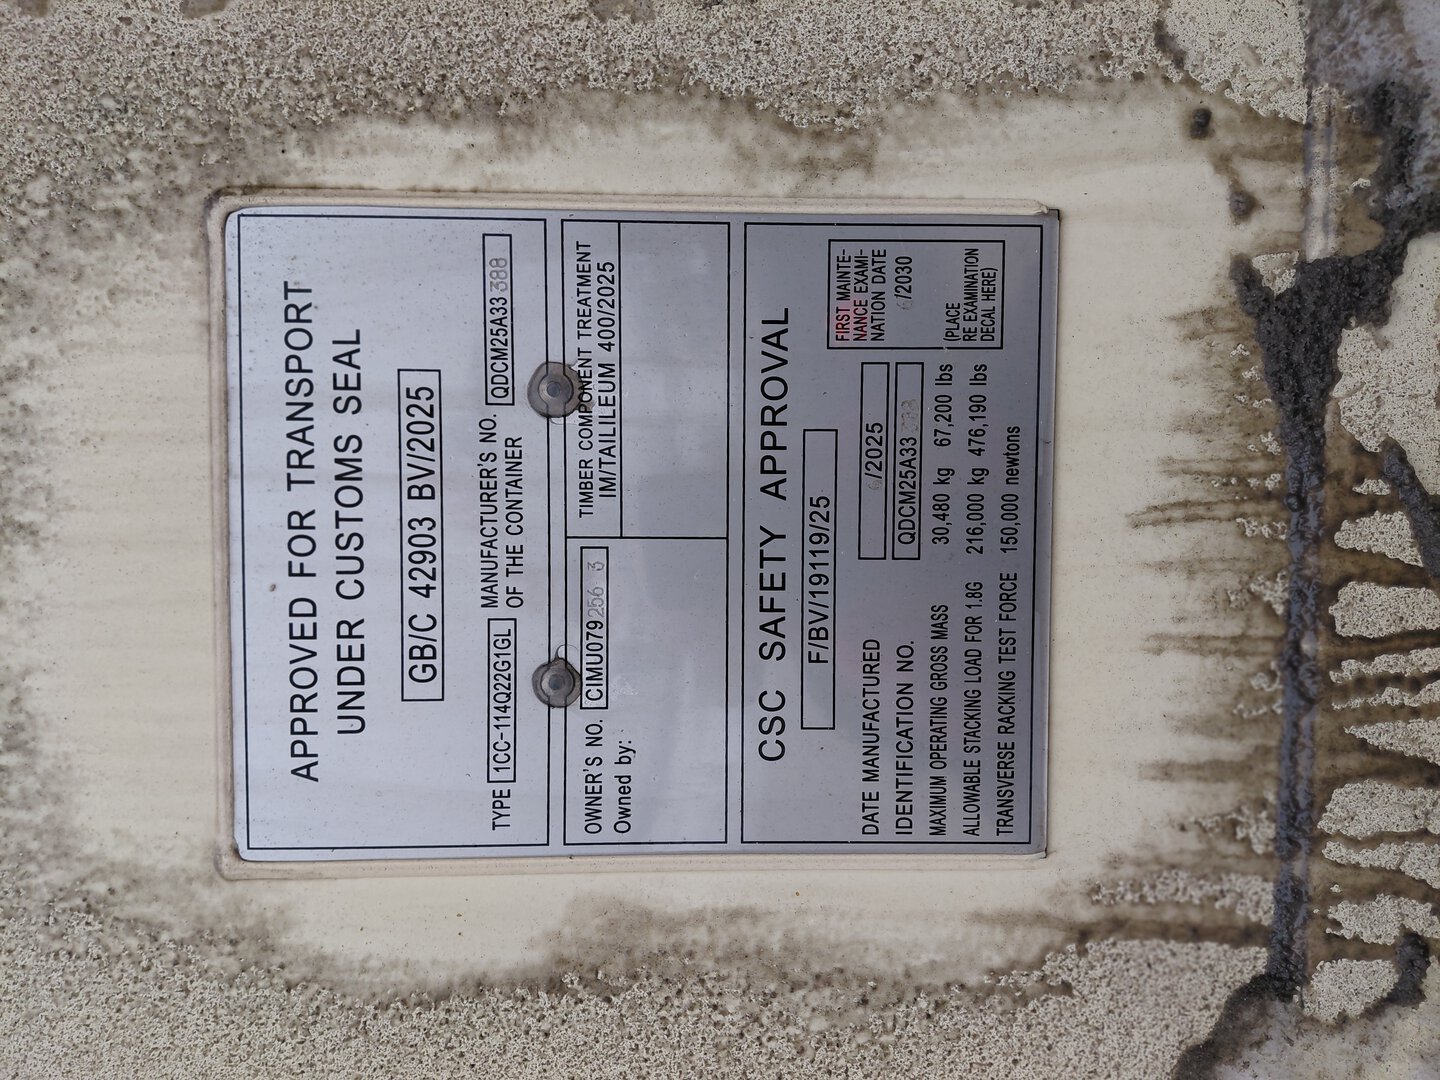 APPROVED FOR TRANSPORT
UNDER CUSTOMS SEAL
GB/C 42903 BV/2025
TYPE 1CC-114Q22G1GL MANUFACTURER'S NO. QDCM25A33 388
OF THE CONTAINER
OWNER'S NO. CIMU079256 3
Owned by:
TIMBER COMPONENT TREATMENT
IM/TAILILEUM 400/2025
CSC SAFETY APPROVAL
F/BV/19119/25
DATE MANUFACTURED 6/2025
IDENTIFICATION NO. QDCM25A33 388
MAXIMUM OPERATING GROSS MASS 30,480 kg 67,200 lbs
ALLOWABLE STACKING LOAD FOR 1.8G 216,000 kg 476,190 lbs
TRANSVERSE RACKING TEST FORCE 150,000 newtons
FIRST MAINTE-
NANCE EXAMI-
NATION DATE
6/2030
(PLACE
RE EXAMINATION
DECAL HERE)